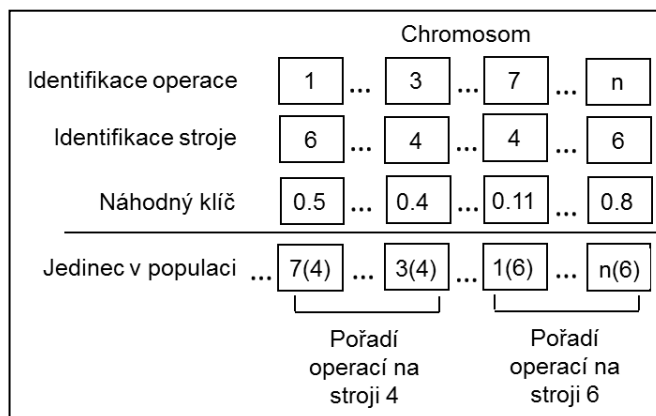 Chromosom
Identifikace operace 1 ... 3 ... 7 ... n
Identifikace stroje 6 ... 4 ... 4 ... 6
Náhodný klíč 0.5 ... 0.4 ... 0.11 ... 0.8
Jedinec v populaci ... 7(4) ... 3(4) ... 1(6) ... n(6)
Pořadí
operací na
stroji 4
Pořadí
operací na
stroji 6